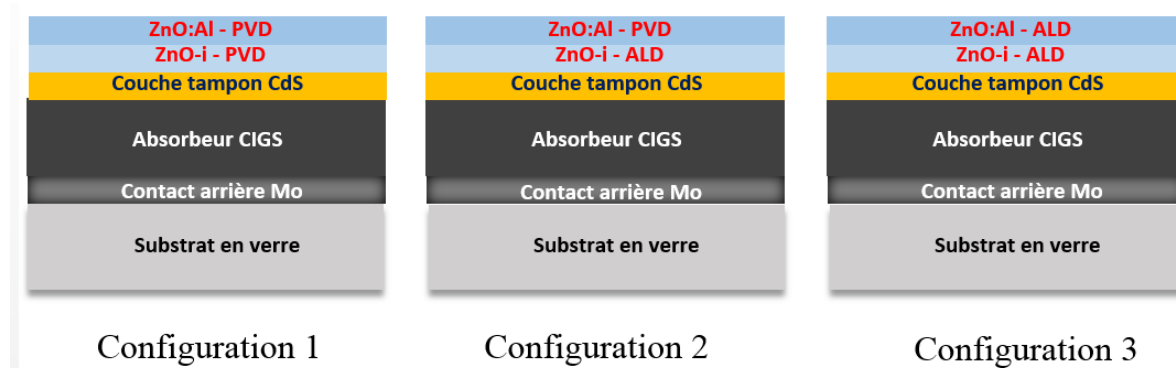 ZnO:Al - PVD
ZnO-i - PVD
Couche tampon CdS
Absorbeur CIGS
Contact arrière Mo
Substrat en verre
Configuration 1
ZnO:Al - PVD
ZnO-i - ALD
Couche tampon CdS
Absorbeur CIGS
Contact arrière Mo
Substrat en verre
Configuration 2
ZnO:Al - ALD
ZnO-i - ALD
Couche tampon CdS
Absorbeur CIGS
Contact arrière Mo
Substrat en verre
Configuration 3